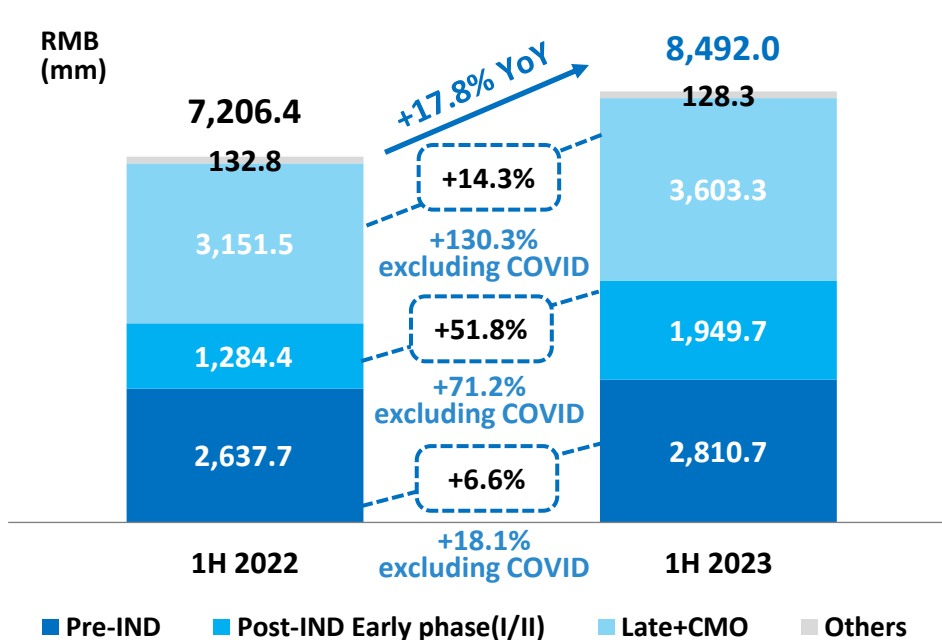 RMB
(mm)
7,206.4
+17.8% YoY
8,492.0
132.8
128.3
+14.3%
3,151.5
3,603.3
+130.3%
excluding COVID
+51.8%
1,284.4
1,949.7
+71.2%
excluding COVID
2,637.7
2,810.7
+6.6%
+18.1%
excluding COVID
1H 2022
1H 2023
Pre-IND
Post-IND Early phase(I/II)
Late+CMO
Others